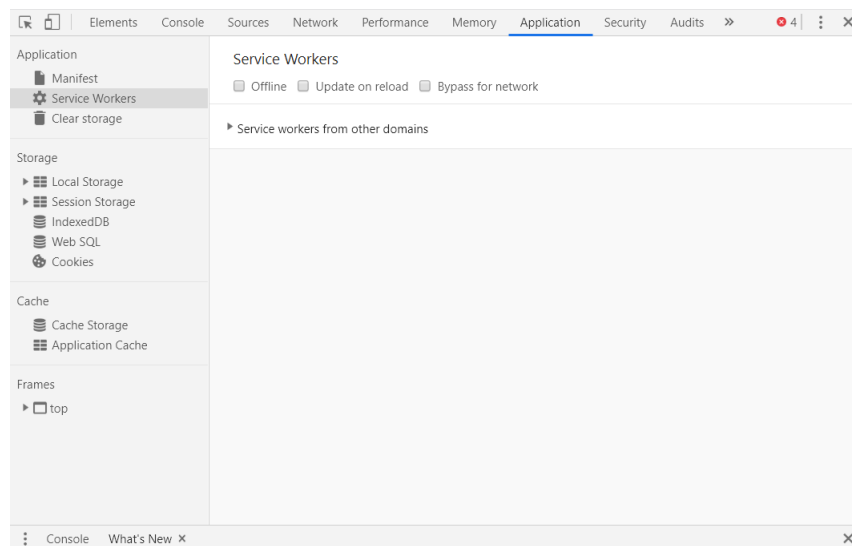 Elements Console Sources Network Performance Memory Application Security Audits » 4
Application
Manifest
Service Workers
Clear storage
Storage
Local Storage
Session Storage
IndexedDB
Web SQL
Cookies
Cache
Cache Storage
Application Cache
Frames
top
Service Workers
Offline Update on reload Bypass for network
Service workers from other domains
Console What's New ×